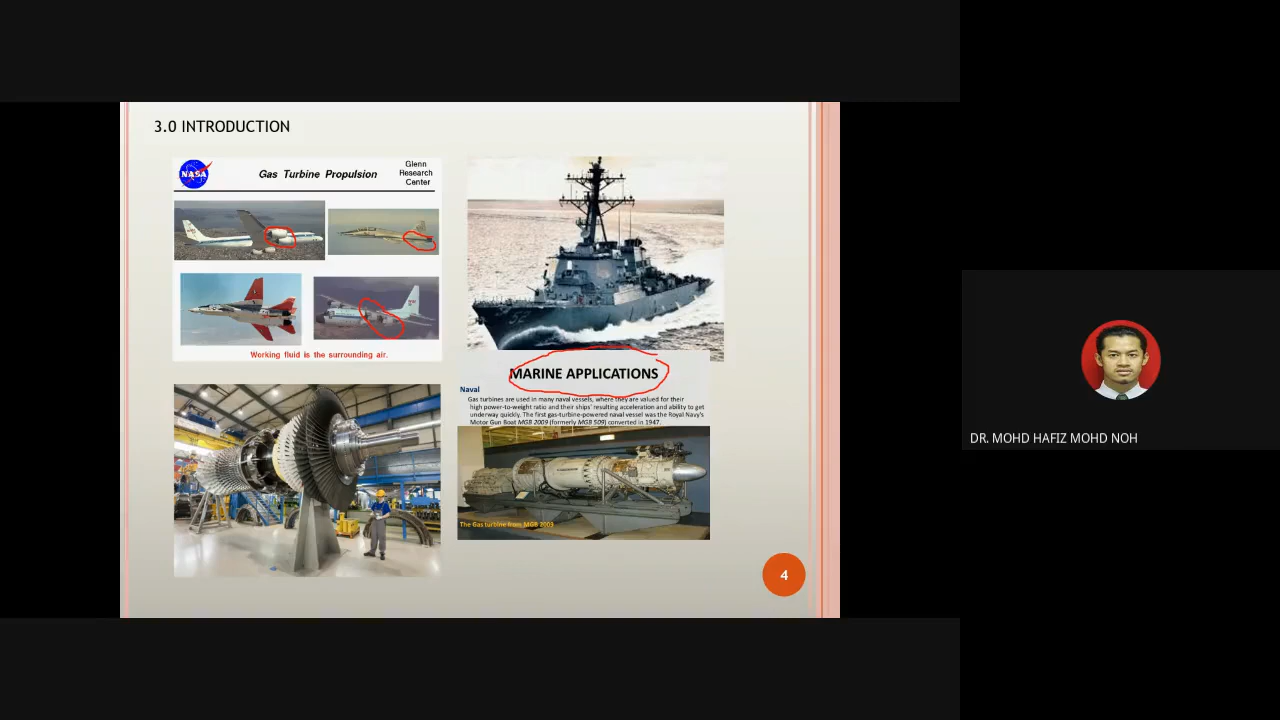 3.0 INTRODUCTION
NASA
Gas Turbine Propulsion
Glenn
Research
Center
Working fluid is the surrounding air.
MARINE APPLICATIONS
Naval
Gas turbines are used in many naval vessels, where they are valued for their
high power-to-weight ratio and their ships' resulting acceleration and ability to get
underway quickly. The first gas-turbine-powered naval vessel was the Royal Navy's
Motor Gun Boat MGB 2009 (formerly MGB 509) converted in 1947.
The Gas turbine from MGB 2009
4
DR. MOHD HAFIZ MOHD NOH